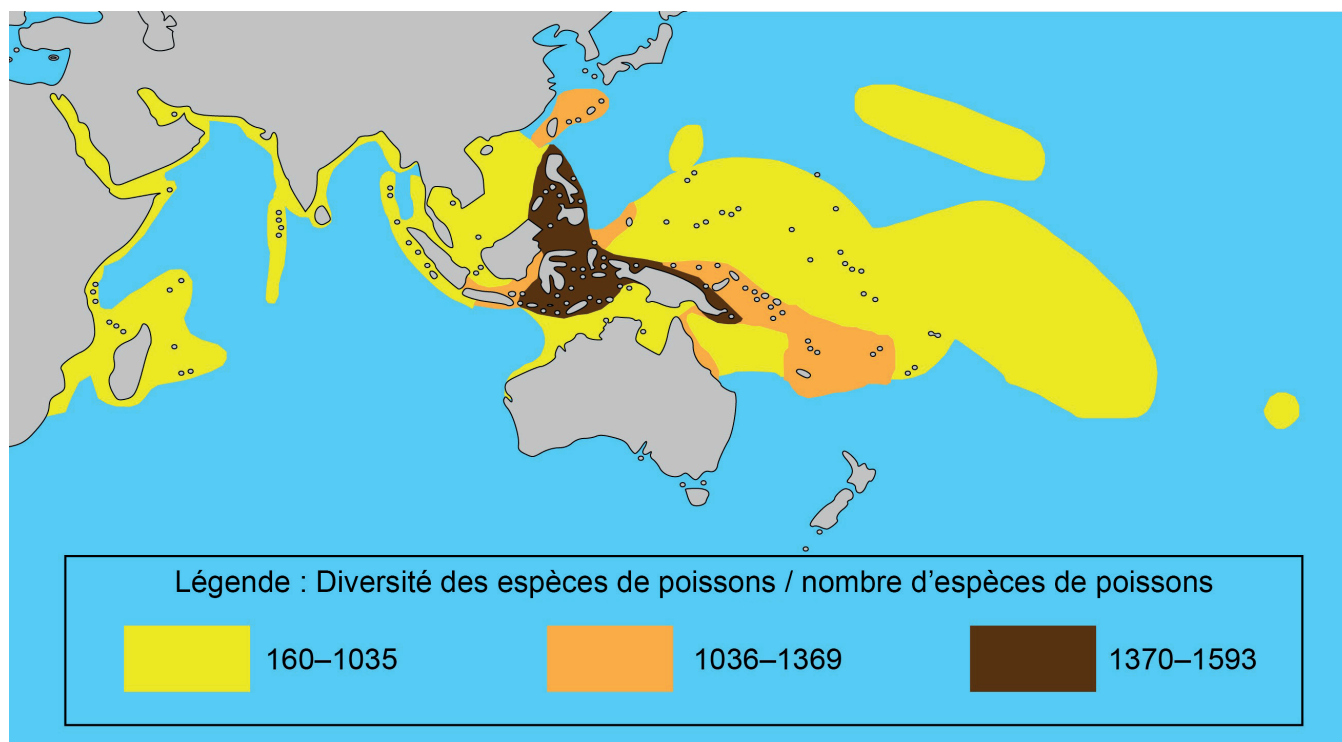 Légende : Diversité des espèces de poissons / nombre d’espèces de poissons
160–1035
1036–1369
1370–1593